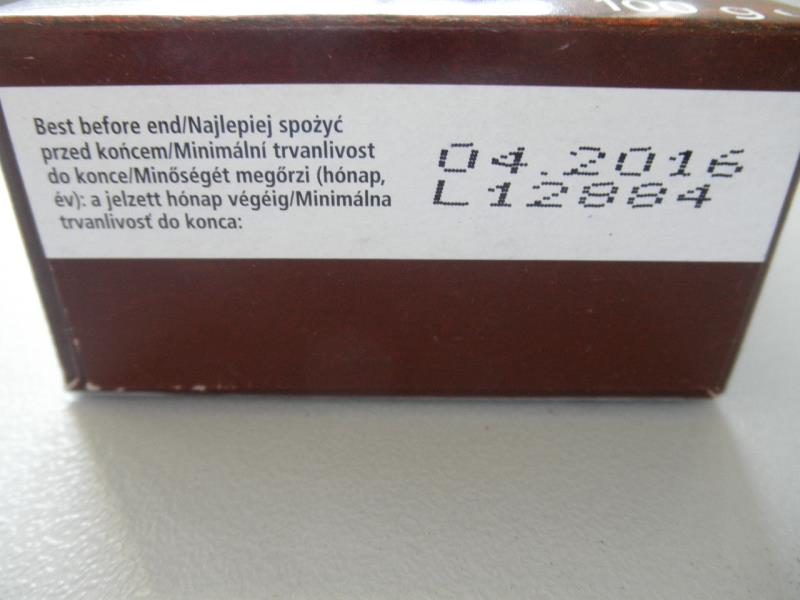 100 g
Best before end/Najlepiej spożyć
przed końcem/Minimální trvanlivost
do konce/Minőségét megőrzi (hónap,
év): a jelzett hónap végéig/Minimálna
trvanlivosť do konca:
04.2016
L12884